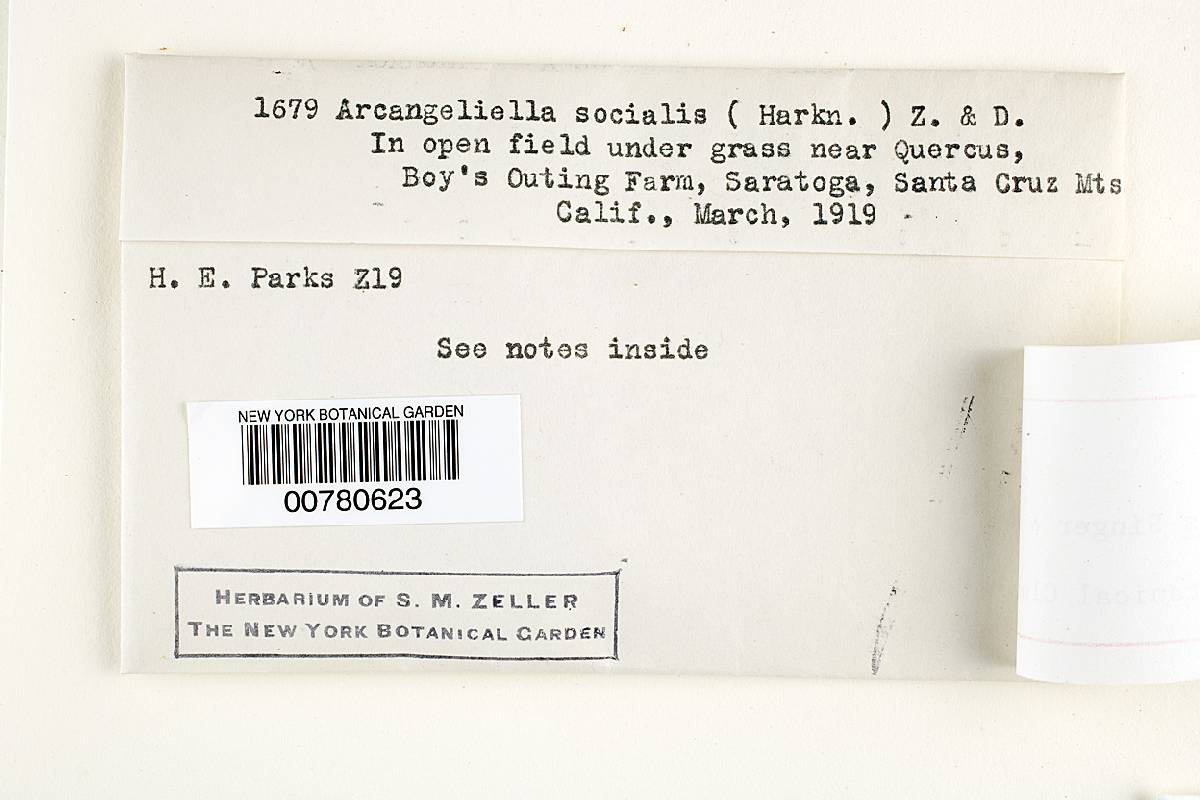 1679 Arcangeliella socialis ( Harkn. ) Z. & D.
In open field under grass near Quercus,
Boy's Outing Farm, Saratoga, Santa Cruz Mts
Calif., March, 1919
H. E. Parks Z19
See notes inside
NEW YORK BOTANICAL GARDEN
00780623
HERBARIUM OF S. M. ZELLER
THE NEW YORK BOTANICAL GARDEN